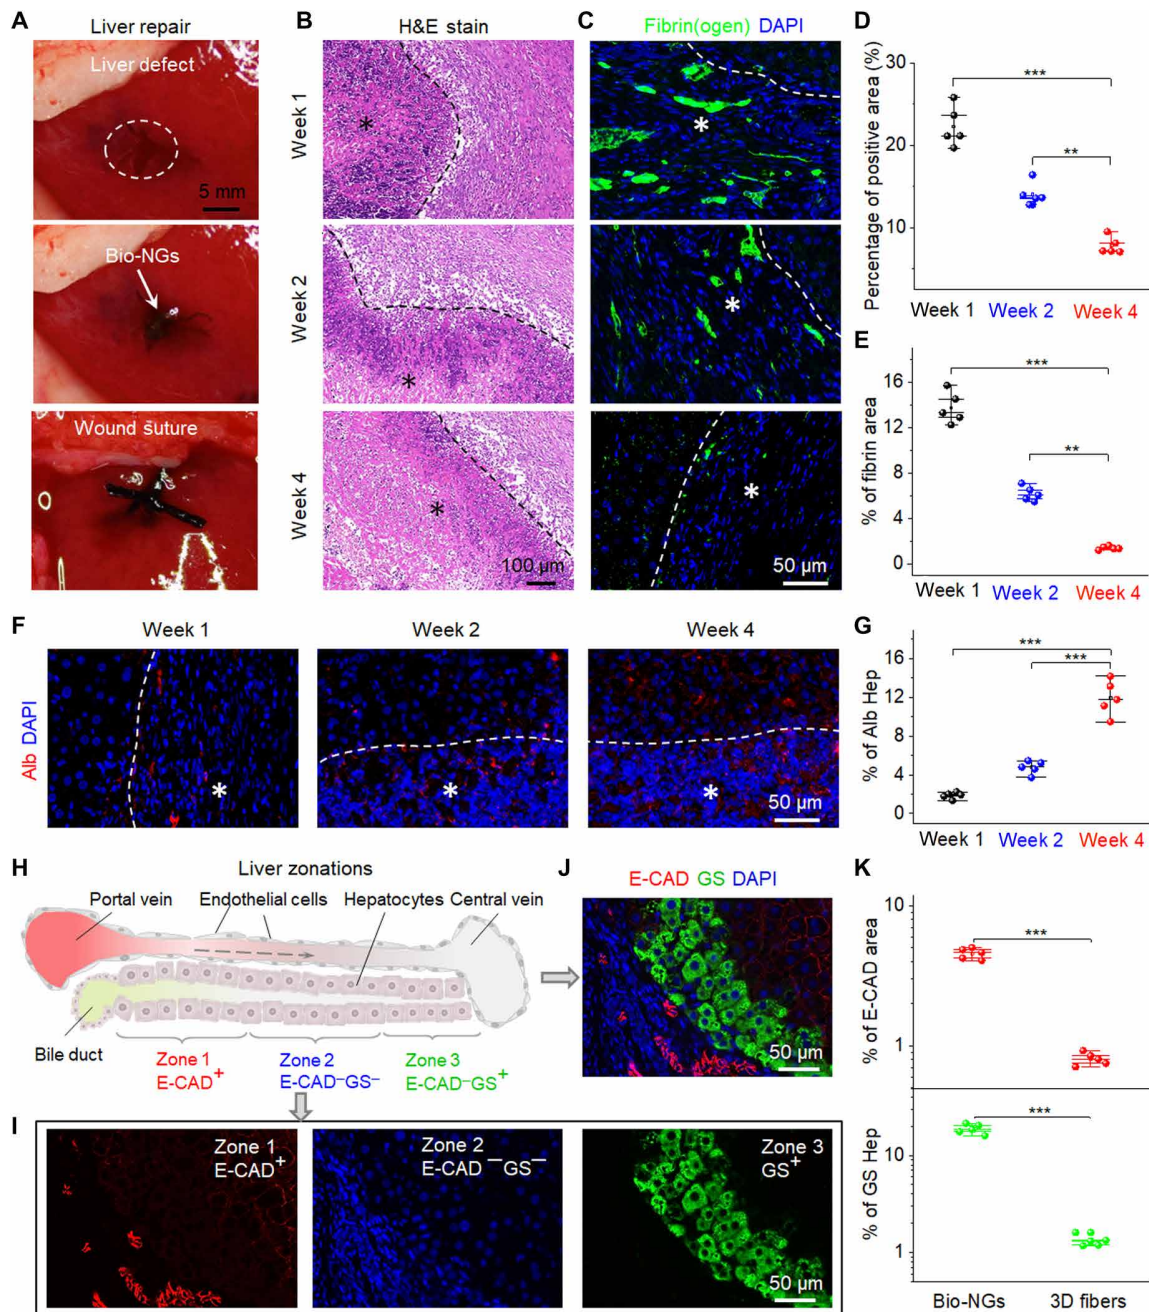 A
Liver repair
Liver defect
5 mm
Bio-NGs
Wound suture
B
H&E stain
Week 1
*
Week 2
*
Week 4
*
100 µm
C
Fibrin(ogen) DAPI
*
*
*
50 µm
D
Percentage of positive area (%)
30
20
10
***
**
Week 1 Week 2 Week 4
E
% of fibrin area
16
12
8
4
0
***
**
Week 1 Week 2 Week 4
F
Week 1 Week 2 Week 4
Alb DAPI
* * *
50 µm
G
% of Alb Hep
16
12
8
4
0
***
***
Week 1 Week 2 Week 4
H
Liver zonations
Portal vein Endothelial cells Hepatocytes Central vein
Bile duct
Zone 1 Zone 2 Zone 3
E-CAD⁺ E-CAD⁻GS⁻ E-CAD⁻GS⁺
I
Zone 1
E-CAD⁺
Zone 2
E-CAD⁻GS⁻
Zone 3
GS⁺
50 µm
J
E-CAD GS DAPI
50 µm
K
% of E-CAD area
10
1
***
% of GS Hep
10
1
***
Bio-NGs 3D fibers